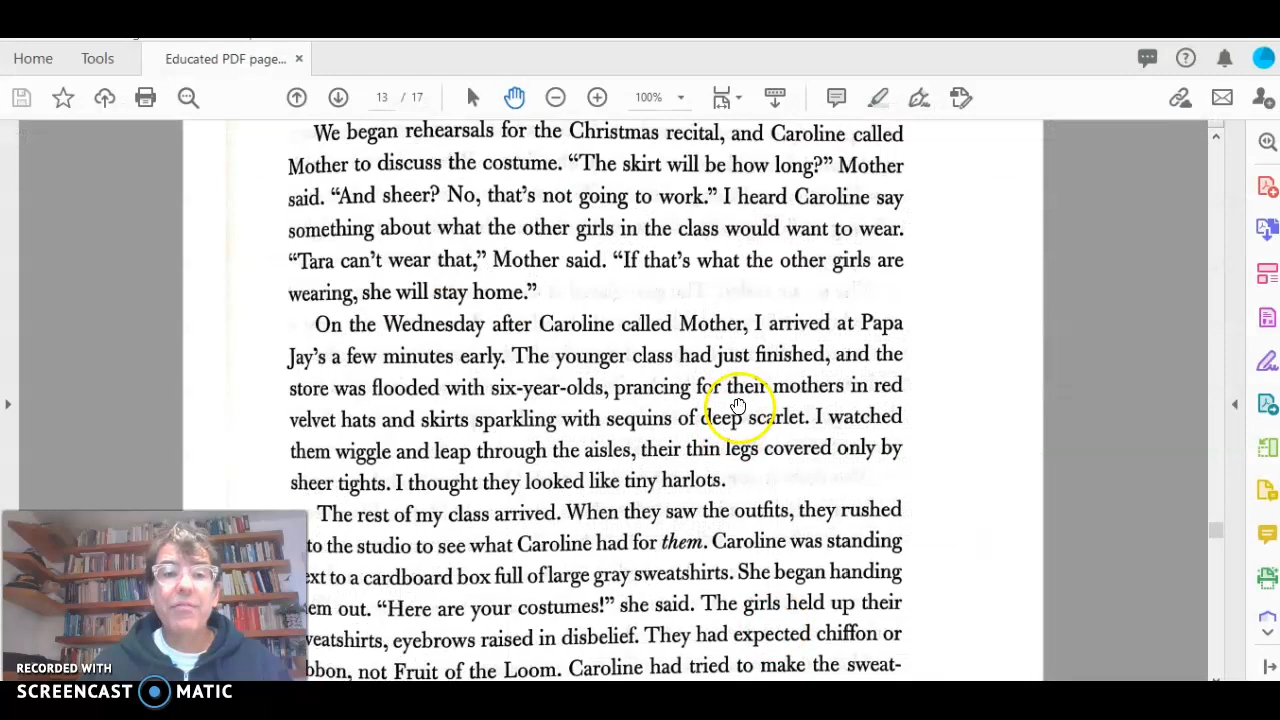 Home Tools Educated PDF page... ×
13 / 17 100%
We began rehearsals for the Christmas recital, and Caroline called
Mother to discuss the costume. “The skirt will be how long?” Mother
said. “And sheer? No, that’s not going to work.” I heard Caroline say
something about what the other girls in the class would want to wear.
“Tara can’t wear that,” Mother said. “If that’s what the other girls are
wearing, she will stay home.”
On the Wednesday after Caroline called Mother, I arrived at Papa
Jay’s a few minutes early. The younger class had just finished, and the
store was flooded with six-year-olds, prancing for their mothers in red
velvet hats and skirts sparkling with sequins of deep scarlet. I watched
them wiggle and leap through the aisles, their thin legs covered only by
sheer tights. I thought they looked like tiny harlots.
The rest of my class arrived. When they saw the outfits, they rushed
to the studio to see what Caroline had for them. Caroline was standing
ext to a cardboard box full of large gray sweatshirts. She began handing
em out. “Here are your costumes!” she said. The girls held up their
weatshirts, eyebrows raised in disbelief. They had expected chiffon or
bbon, not Fruit of the Loom. Caroline had tried to make the sweat-
RECORDED WITH
SCREENCAST MATIC